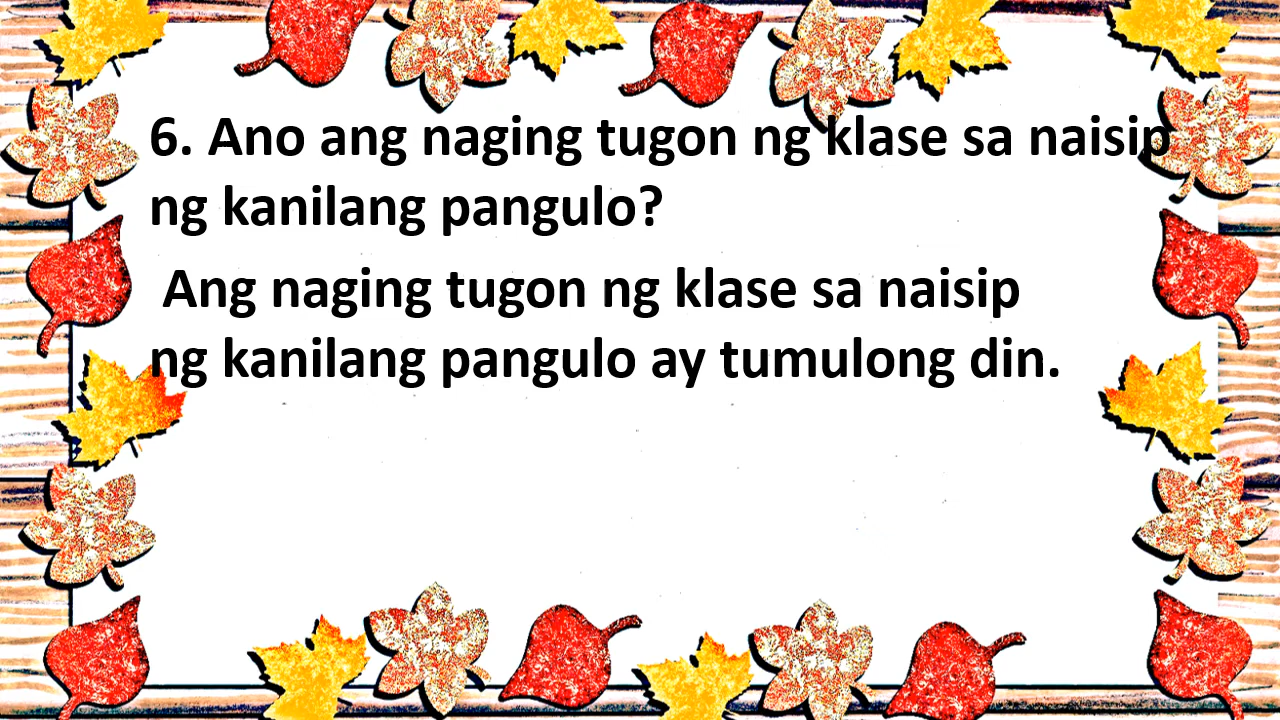 6. Ano ang naging tugon ng klase sa naisip
ng kanilang pangulo?
Ang naging tugon ng klase sa naisip
ng kanilang pangulo ay tumulong din.